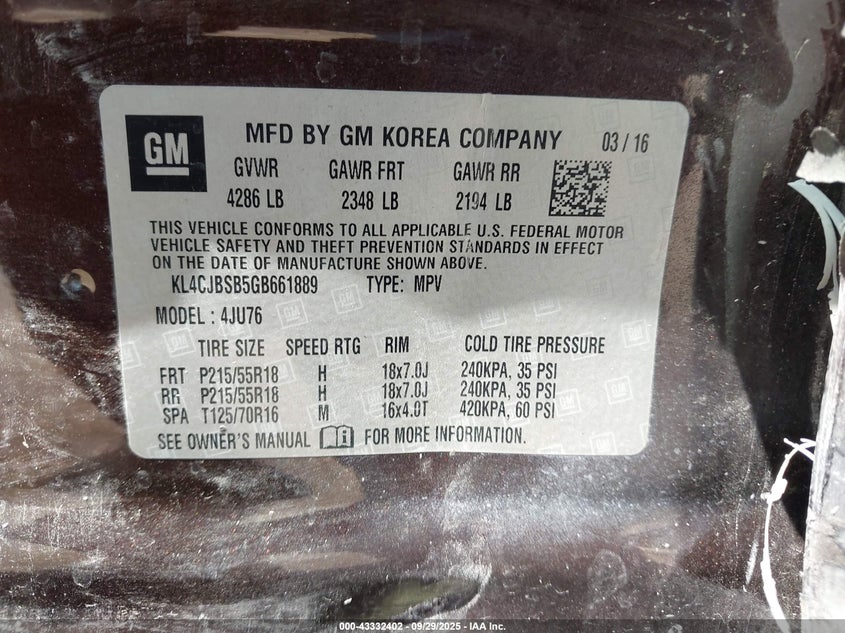 GM
MFD BY GM KOREA COMPANY 03 / 16
GVWR GAWR FRT GAWR RR
4286 LB 2348 LB 2194 LB
THIS VEHICLE CONFORMS TO ALL APPLICABLE U.S. FEDERAL MOTOR
VEHICLE SAFETY AND THEFT PREVENTION STANDARDS IN EFFECT
ON THE DATE OF MANUFACTURE SHOWN ABOVE.
KL4CJBSB5GB661889 TYPE: MPV
MODEL : 4JU76
TIRE SIZE SPEED RTG RIM COLD TIRE PRESSURE
FRT P215/55R18 H 18x7.0J 240KPA, 35 PSI
RR P215/55R18 H 18x7.0J 240KPA, 35 PSI
SPA T125/70R16 M 16x4.0T 420KPA, 60 PSI
SEE OWNER'S MANUAL FOR MORE INFORMATION.
000-43332402 - 09/29/2025 - IAA Inc.